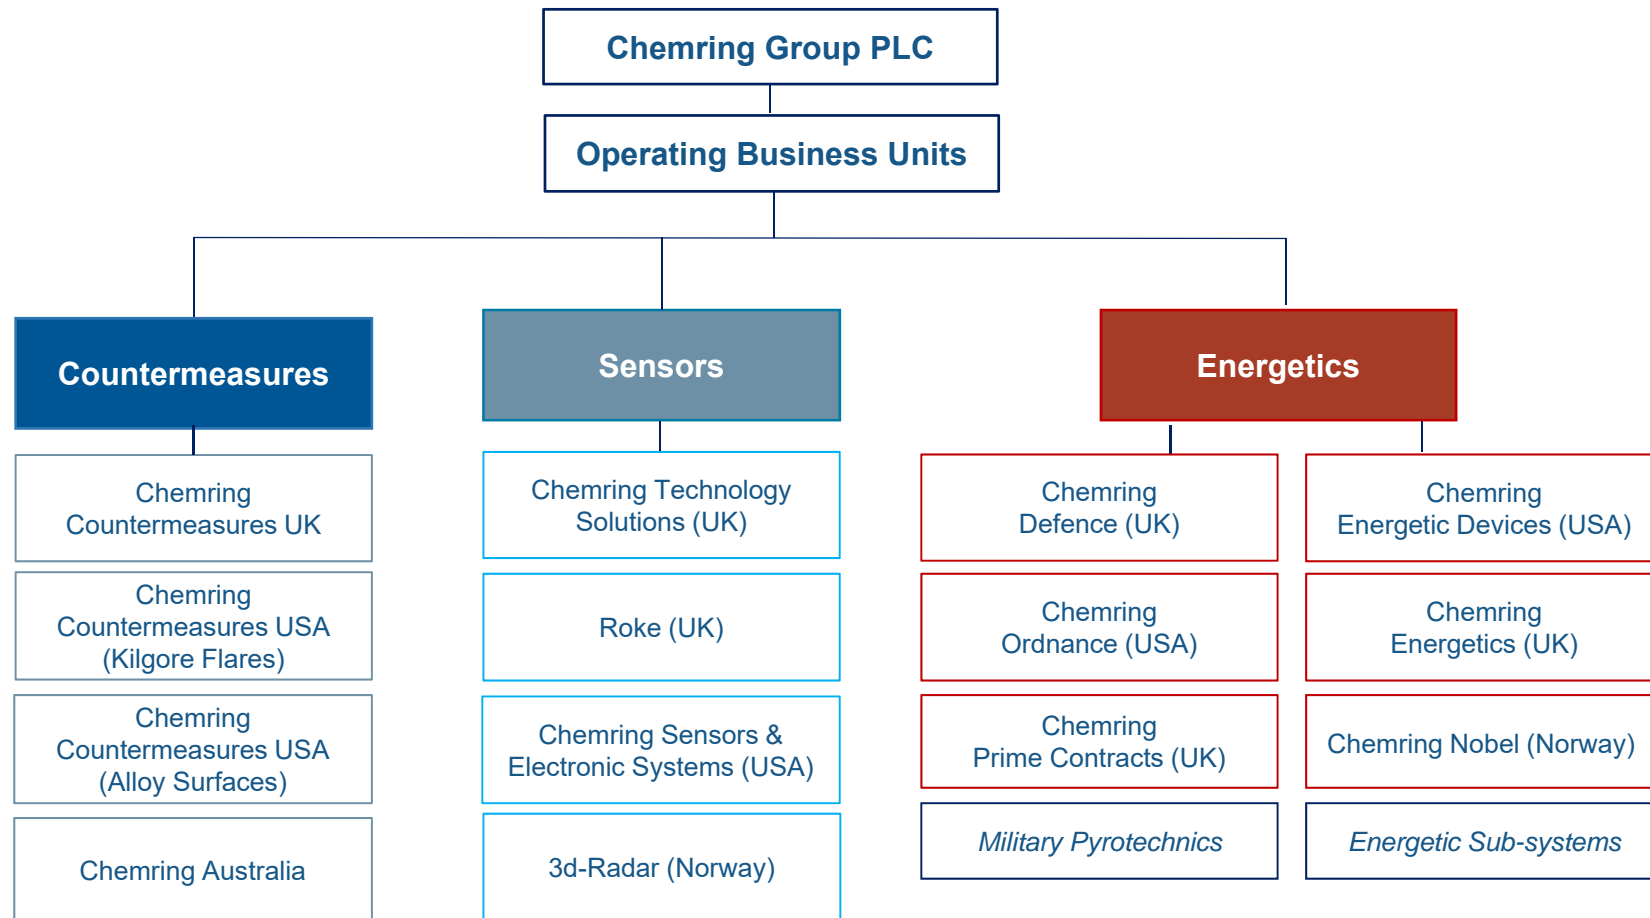 Chemring Group PLC
Operating Business Units
Countermeasures
Sensors
Energetics
Chemring
Countermeasures UK
Chemring
Countermeasures USA
(Kilgore Flares)
Chemring
Countermeasures USA
(Alloy Surfaces)
Chemring Australia
Chemring Technology
Solutions (UK)
Roke (UK)
Chemring Sensors &
Electronic Systems (USA)
3d-Radar (Norway)
Chemring
Defence (UK)
Chemring
Ordnance (USA)
Chemring
Prime Contracts (UK)
Military Pyrotechnics
Chemring
Energetic Devices (USA)
Chemring
Energetics (UK)
Chemring Nobel (Norway)
Energetic Sub-systems